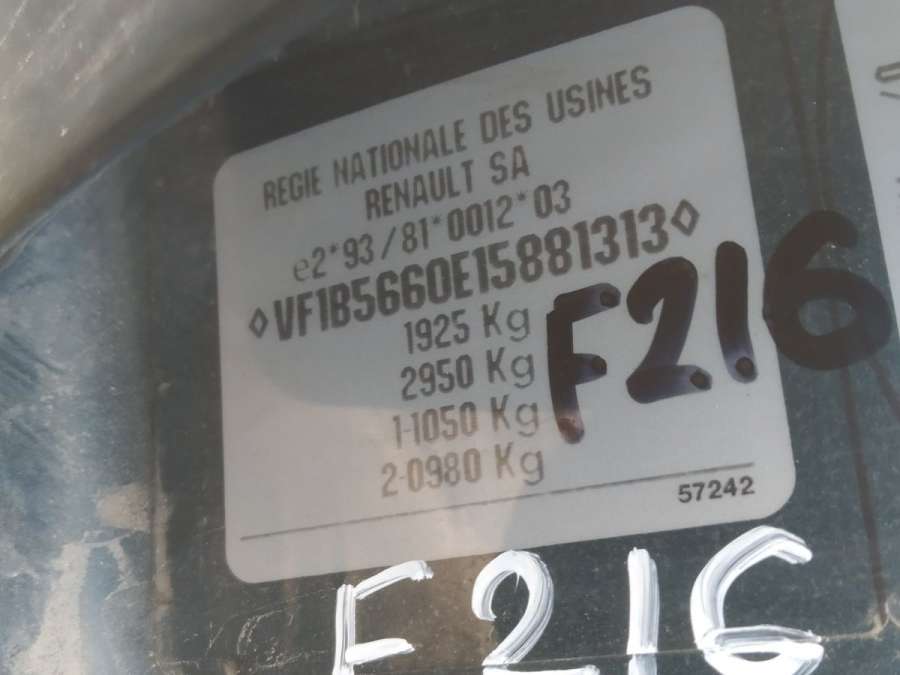 REGIE NATIONALE DES USINES
RENAULT SA
e2*93/81*0012*03
◊VF1B5660E15881313◊
1925 Kg
2950 Kg
1-1050 Kg
2-0980 Kg
F216
57242
F216